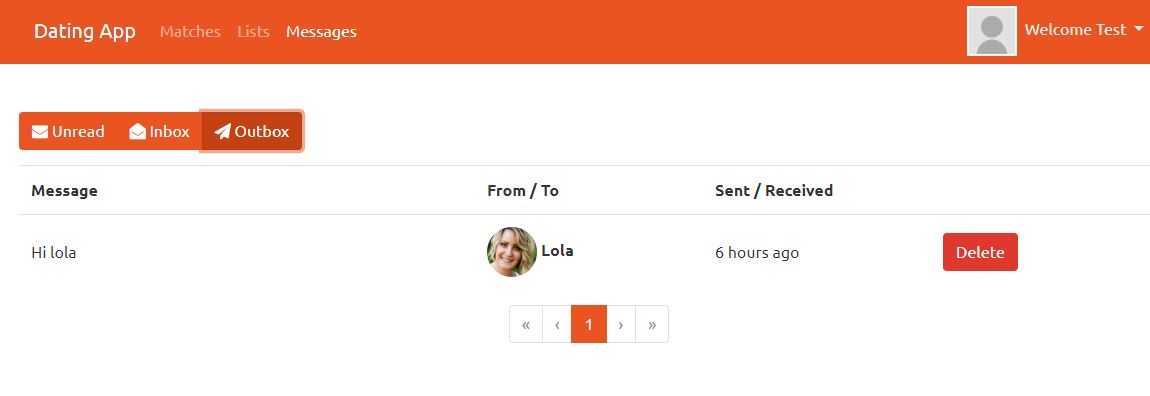 Dating App Matches Lists Messages Welcome Test
Unread Inbox Outbox
Message From / To Sent / Received
Hi lola Lola 6 hours ago Delete
« ‹ 1 › »